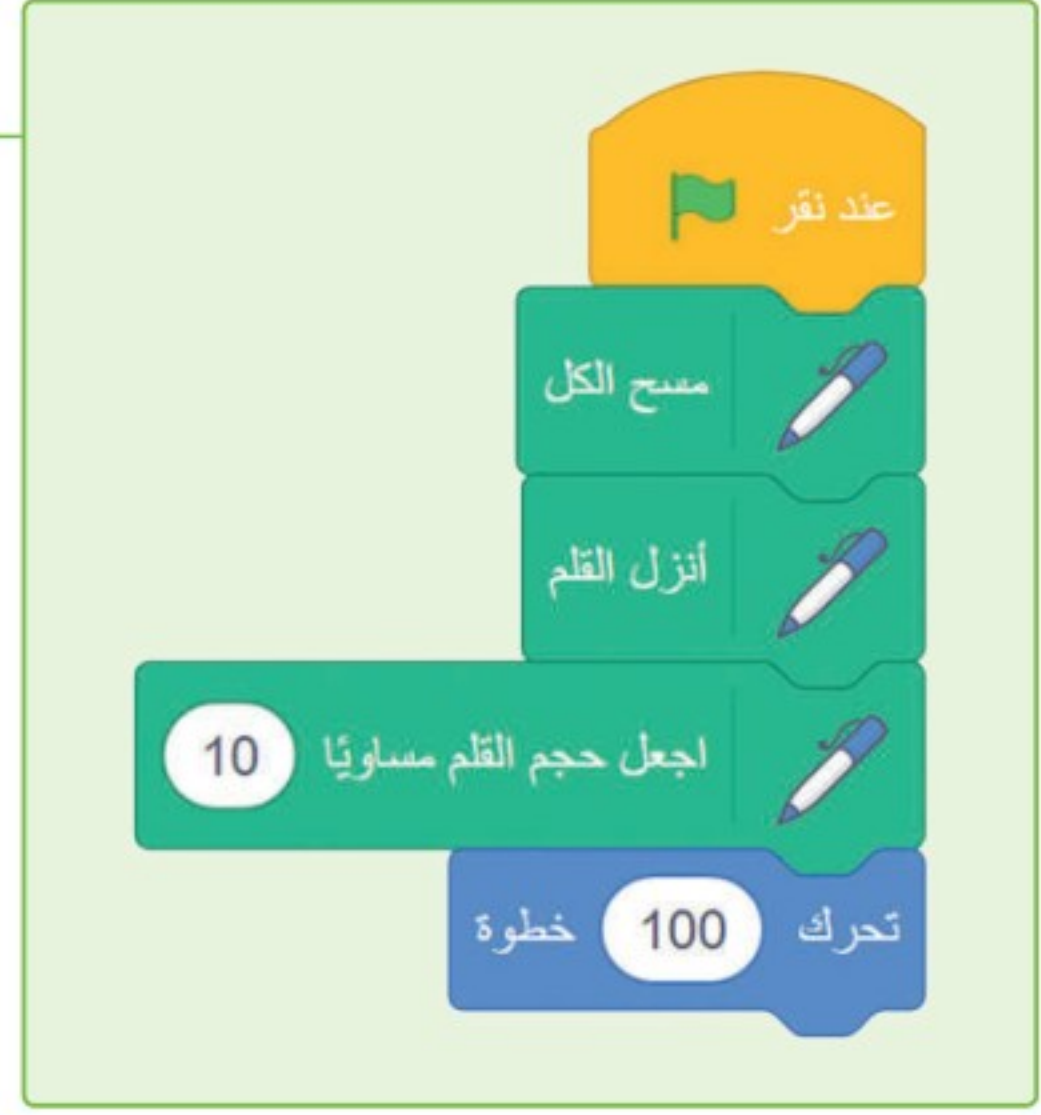 عند نقر
مسح الكل
أنزل القلم
اجعل حجم القلم مساويًا 10
تحرك 100 خطوة